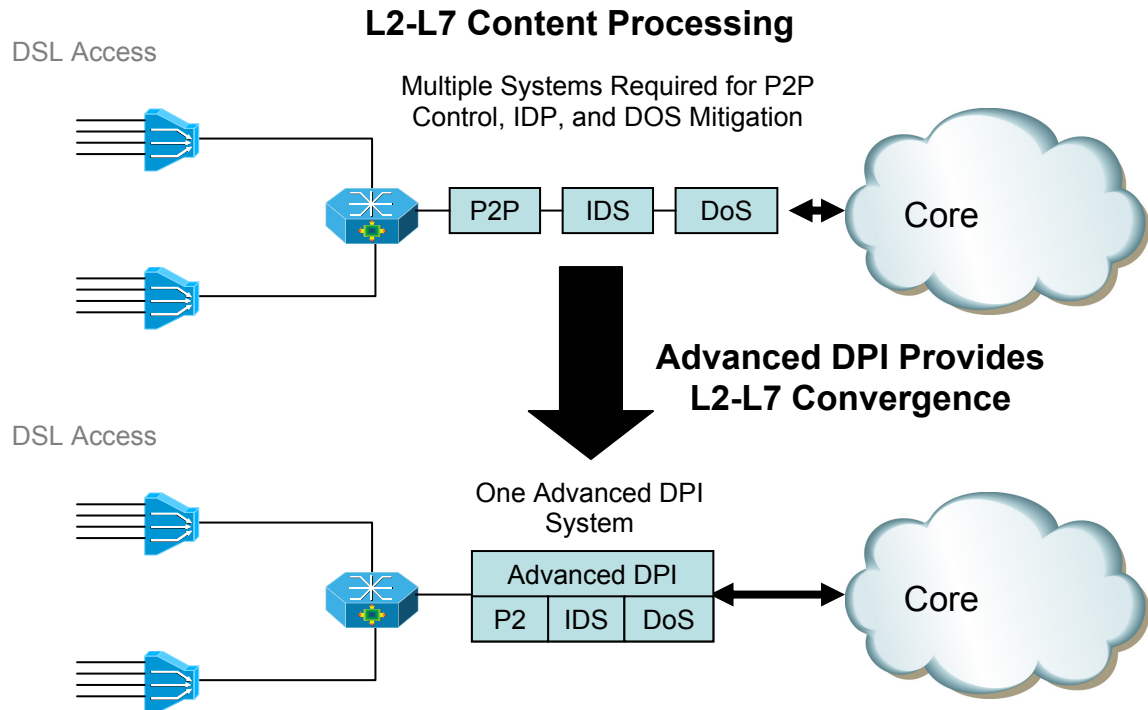 L2-L7 Content Processing
DSL Access
Multiple Systems Required for P2P
Control, IDP, and DOS Mitigation
P2P
IDS
DoS
Core
Advanced DPI Provides
L2-L7 Convergence
DSL Access
One Advanced DPI
System
Advanced DPI
P2
IDS
DoS
Core